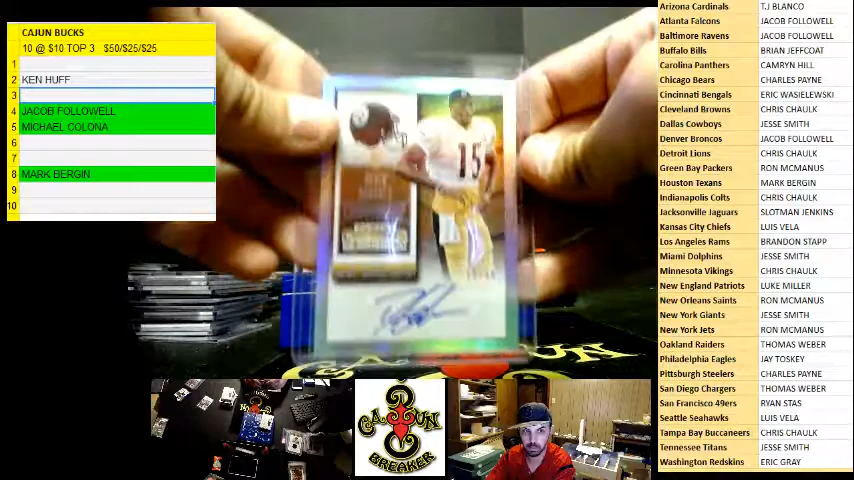 CAJUN BUCKS
10 @ $10 TOP 3 $50/$25/$25
1
2 KEN HUFF
3
4 JACOB FOLLOWELL
5 MICHAEL COLONA
6
7
8 MARK BERGIN
9
10
15
CAJUN
BREAKER
Arizona Cardinals T.J BLANCO
Atlanta Falcons JACOB FOLLOWELL
Baltimore Ravens JACOB FOLLOWELL
Buffalo Bills BRIAN JEFFCOAT
Carolina Panthers CAMRYN HILL
Chicago Bears CHARLES PAYNE
Cincinnati Bengals ERIC WASIELEWSKI
Cleveland Browns CHRIS CHAULK
Dallas Cowboys JESSE SMITH
Denver Broncos JACOB FOLLOWELL
Detroit Lions CHRIS CHAULK
Green Bay Packers RON MCMANUS
Houston Texans MARK BERGIN
Indianapolis Colts CHRIS CHAULK
Jacksonville Jaguars SLOTMAN JENKINS
Kansas City Chiefs LUIS VELA
Los Angeles Rams BRANDON STAPP
Miami Dolphins JESSE SMITH
Minnesota Vikings CHRIS CHAULK
New England Patriots LUKE MILLER
New Orleans Saints RON MCMANUS
New York Giants JESSE SMITH
New York Jets RON MCMANUS
Oakland Raiders THOMAS WEBER
Philadelphia Eagles JAY TOSKEY
Pittsburgh Steelers CHARLES PAYNE
San Diego Chargers THOMAS WEBER
San Francisco 49ers RYAN STAS
Seattle Seahawks LUIS VELA
Tampa Bay Buccaneers CHRIS CHAULK
Tennessee Titans JESSE SMITH
Washington Redskins ERIC GRAY